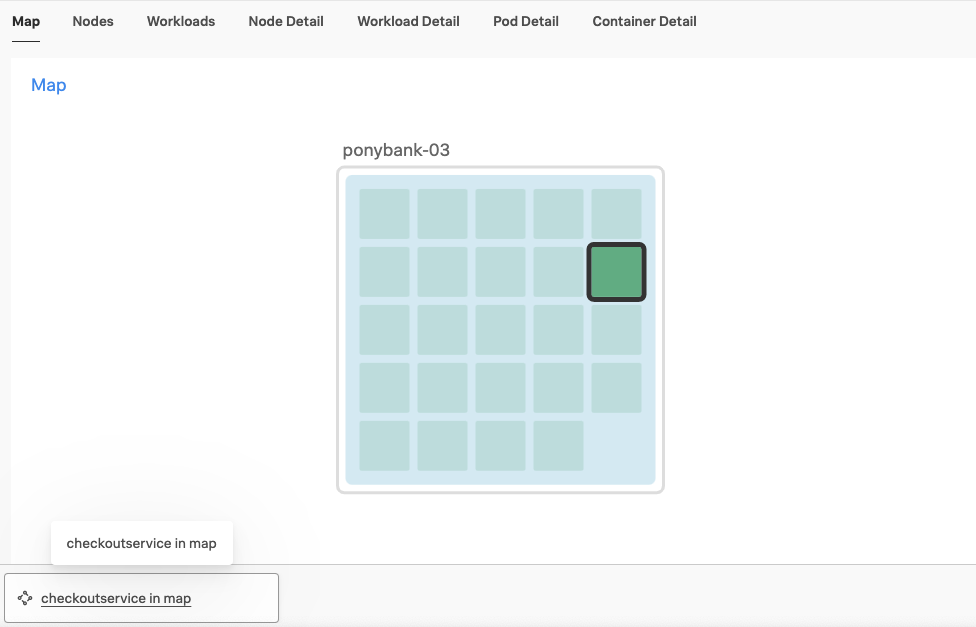 Map Nodes Workloads Node Detail Workload Detail Pod Detail Container Detail
Map
ponybank-03
checkoutservice in map
checkoutservice in map